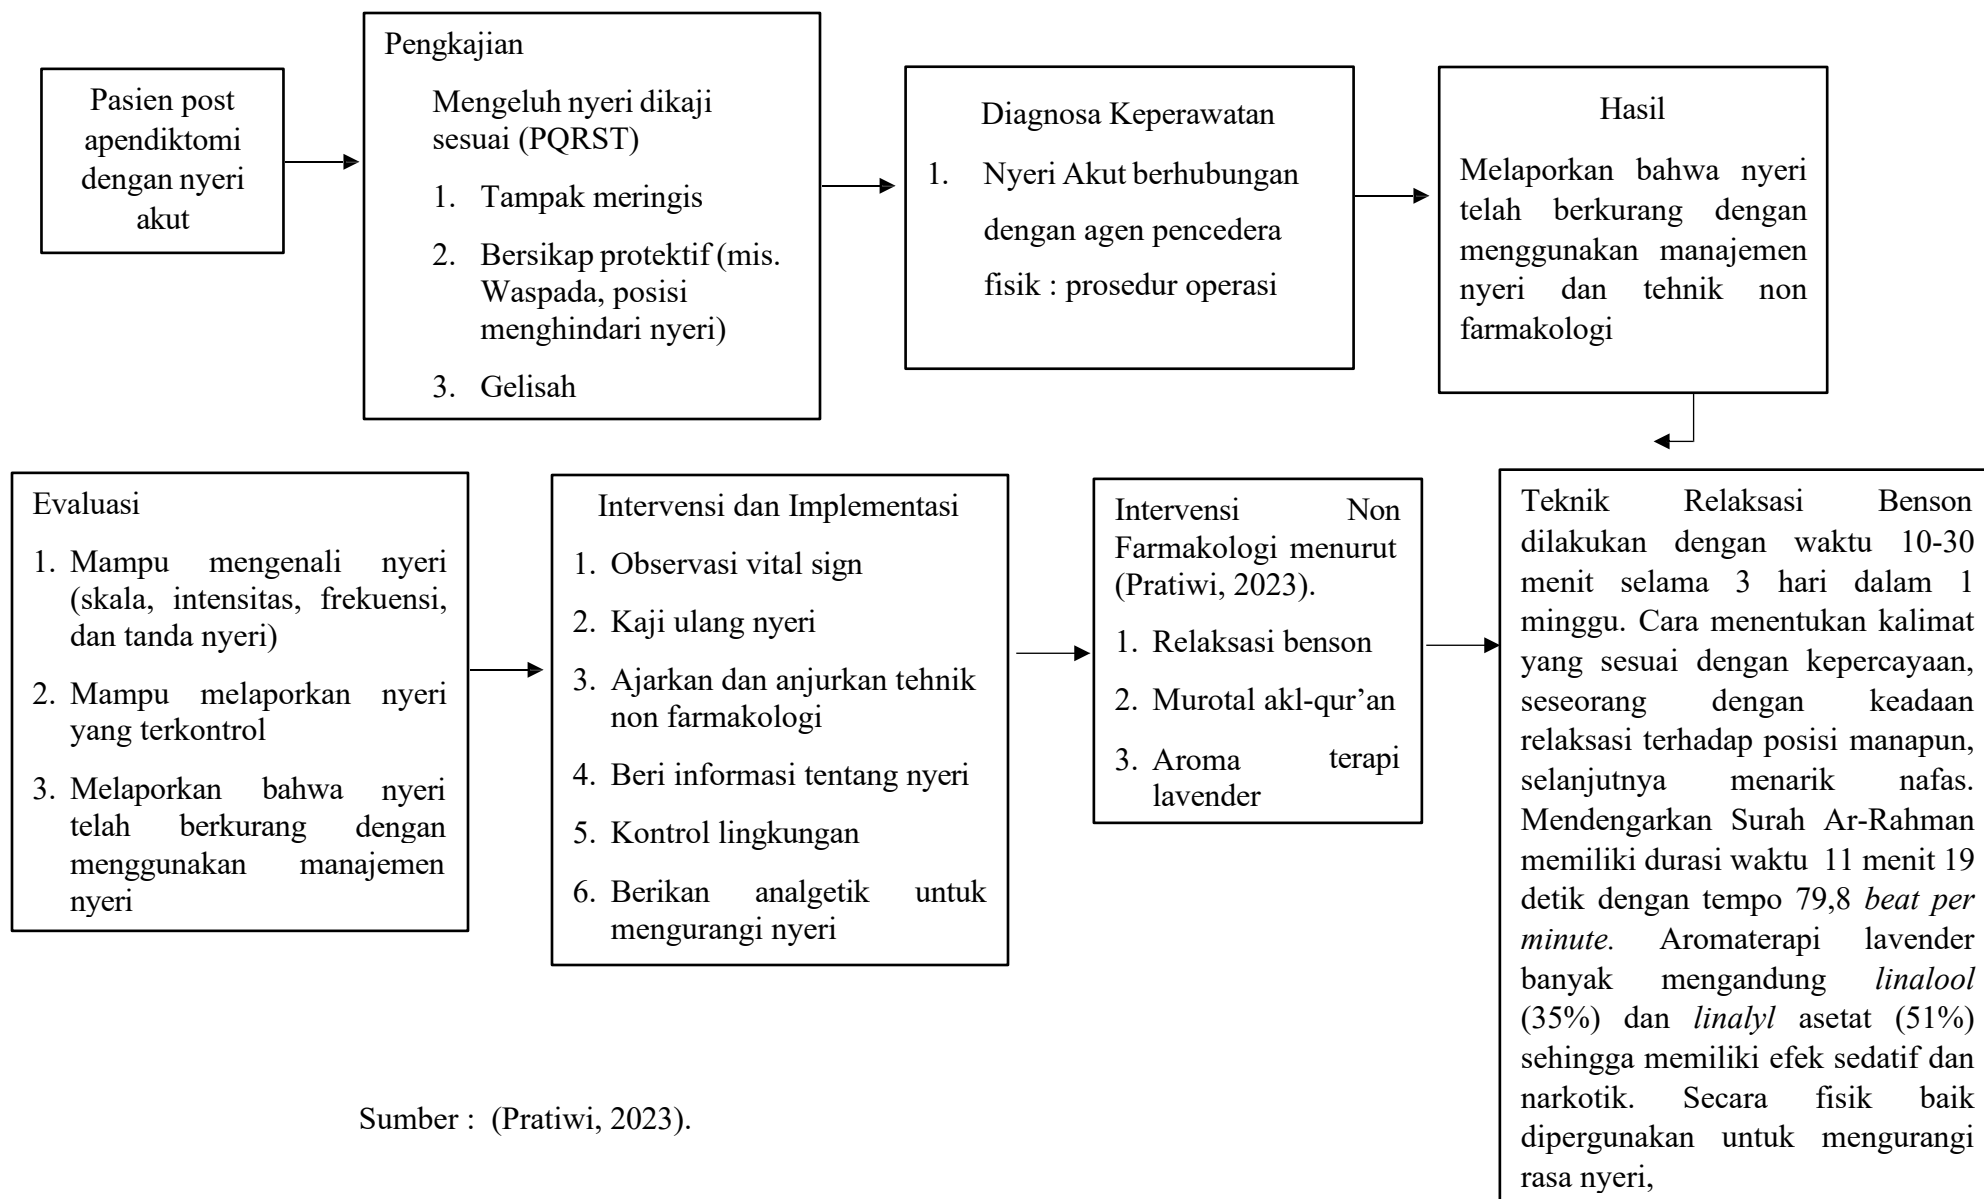 Pasien post
apendiktomi
dengan nyeri
akut
Pengkajian
Mengeluh nyeri dikaji
sesuai (PQRST)
1. Tampak meringis
2. Bersikap protektif (mis.
Waspada, posisi
menghindari nyeri)
3. Gelisah
Diagnosa Keperawatan
1. Nyeri Akut berhubungan
dengan agen pencedera
fisik : prosedur operasi
Hasil
Melaporkan bahwa nyeri
telah berkurang dengan
menggunakan manajemen
nyeri dan tehnik non
farmakologi
Evaluasi
1. Mampu mengenali nyeri
(skala, intensitas, frekuensi,
dan tanda nyeri)
2. Mampu melaporkan nyeri
yang terkontrol
3. Melaporkan bahwa nyeri
telah berkurang dengan
menggunakan manajemen
nyeri
Intervensi dan Implementasi
1. Observasi vital sign
2. Kaji ulang nyeri
3. Ajarkan dan anjurkan tehnik
non farmakologi
4. Beri informasi tentang nyeri
5. Kontrol lingkungan
6. Berikan analgetik untuk
mengurangi nyeri
Intervensi Non
Farmakologi menurut
(Pratiwi, 2023).
1. Relaksasi benson
2. Murotal akl-qur’an
3. Aroma terapi
lavender
Teknik Relaksasi Benson
dilakukan dengan waktu 10-30
menit selama 3 hari dalam 1
minggu. Cara menentukan kalimat
yang sesuai dengan kepercayaan,
seseorang dengan keadaan
relaksasi terhadap posisi manapun,
selanjutnya menarik nafas.
Mendengarkan Surah Ar-Rahman
memiliki durasi waktu 11 menit 19
detik dengan tempo 79,8 beat per
minute. Aromaterapi lavender
banyak mengandung linalool
(35%) dan linalyl asetat (51%)
sehingga memiliki efek sedatif dan
narkotik. Secara fisik baik
dipergunakan untuk mengurangi
rasa nyeri,
Sumber : (Pratiwi, 2023).